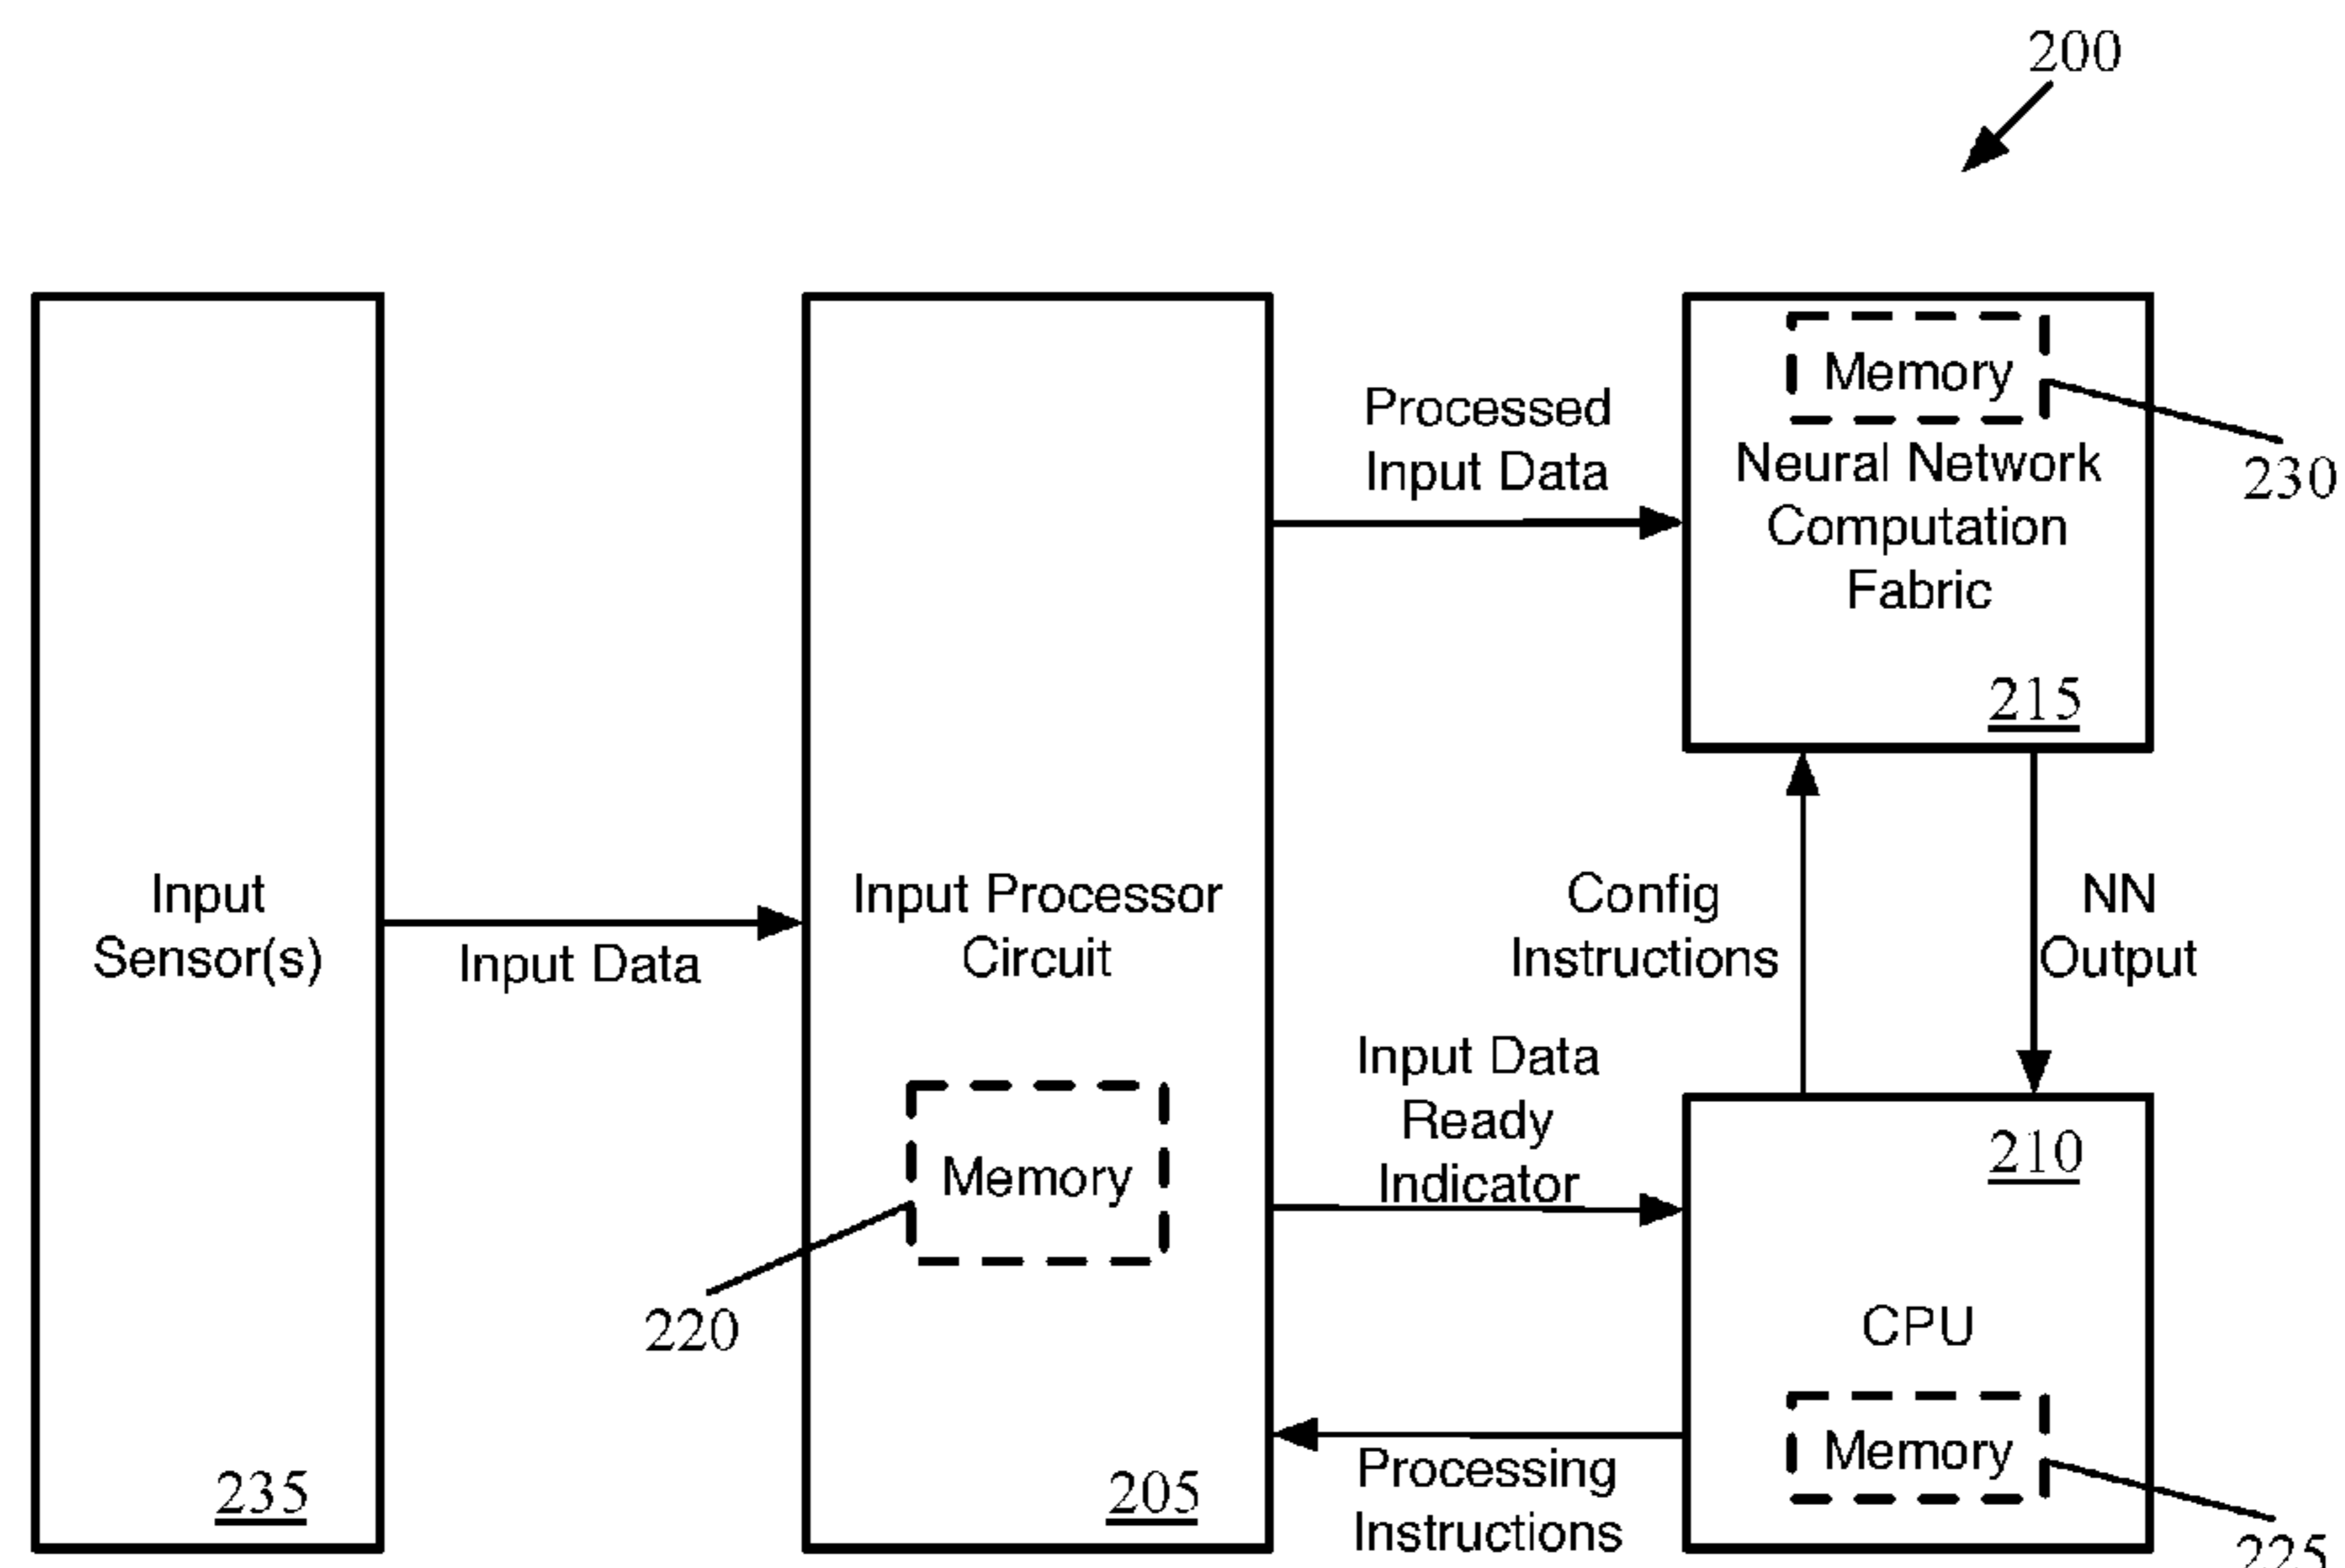 200
Memory
230
Neural Network
Computation
Fabric
215
Processed
Input Data
Input
Sensor(s)
235
Input Data
Input Processor
Circuit
Memory
220
205
Config
Instructions
NN
Output
Input Data
Ready
Indicator
210
CPU
Memory
225
Processing
Instructions